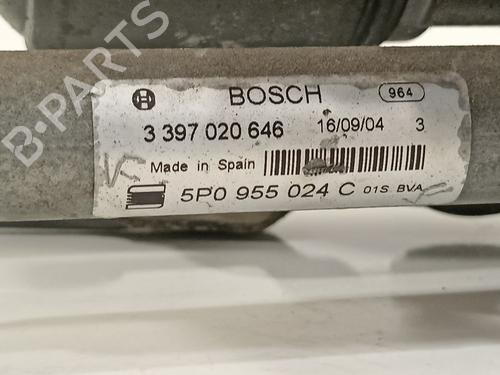 BOSCH 964
3 397 020 646 16/09/04 3
Made in Spain
5P0 955 024 C 01S BVA
B-PARTS